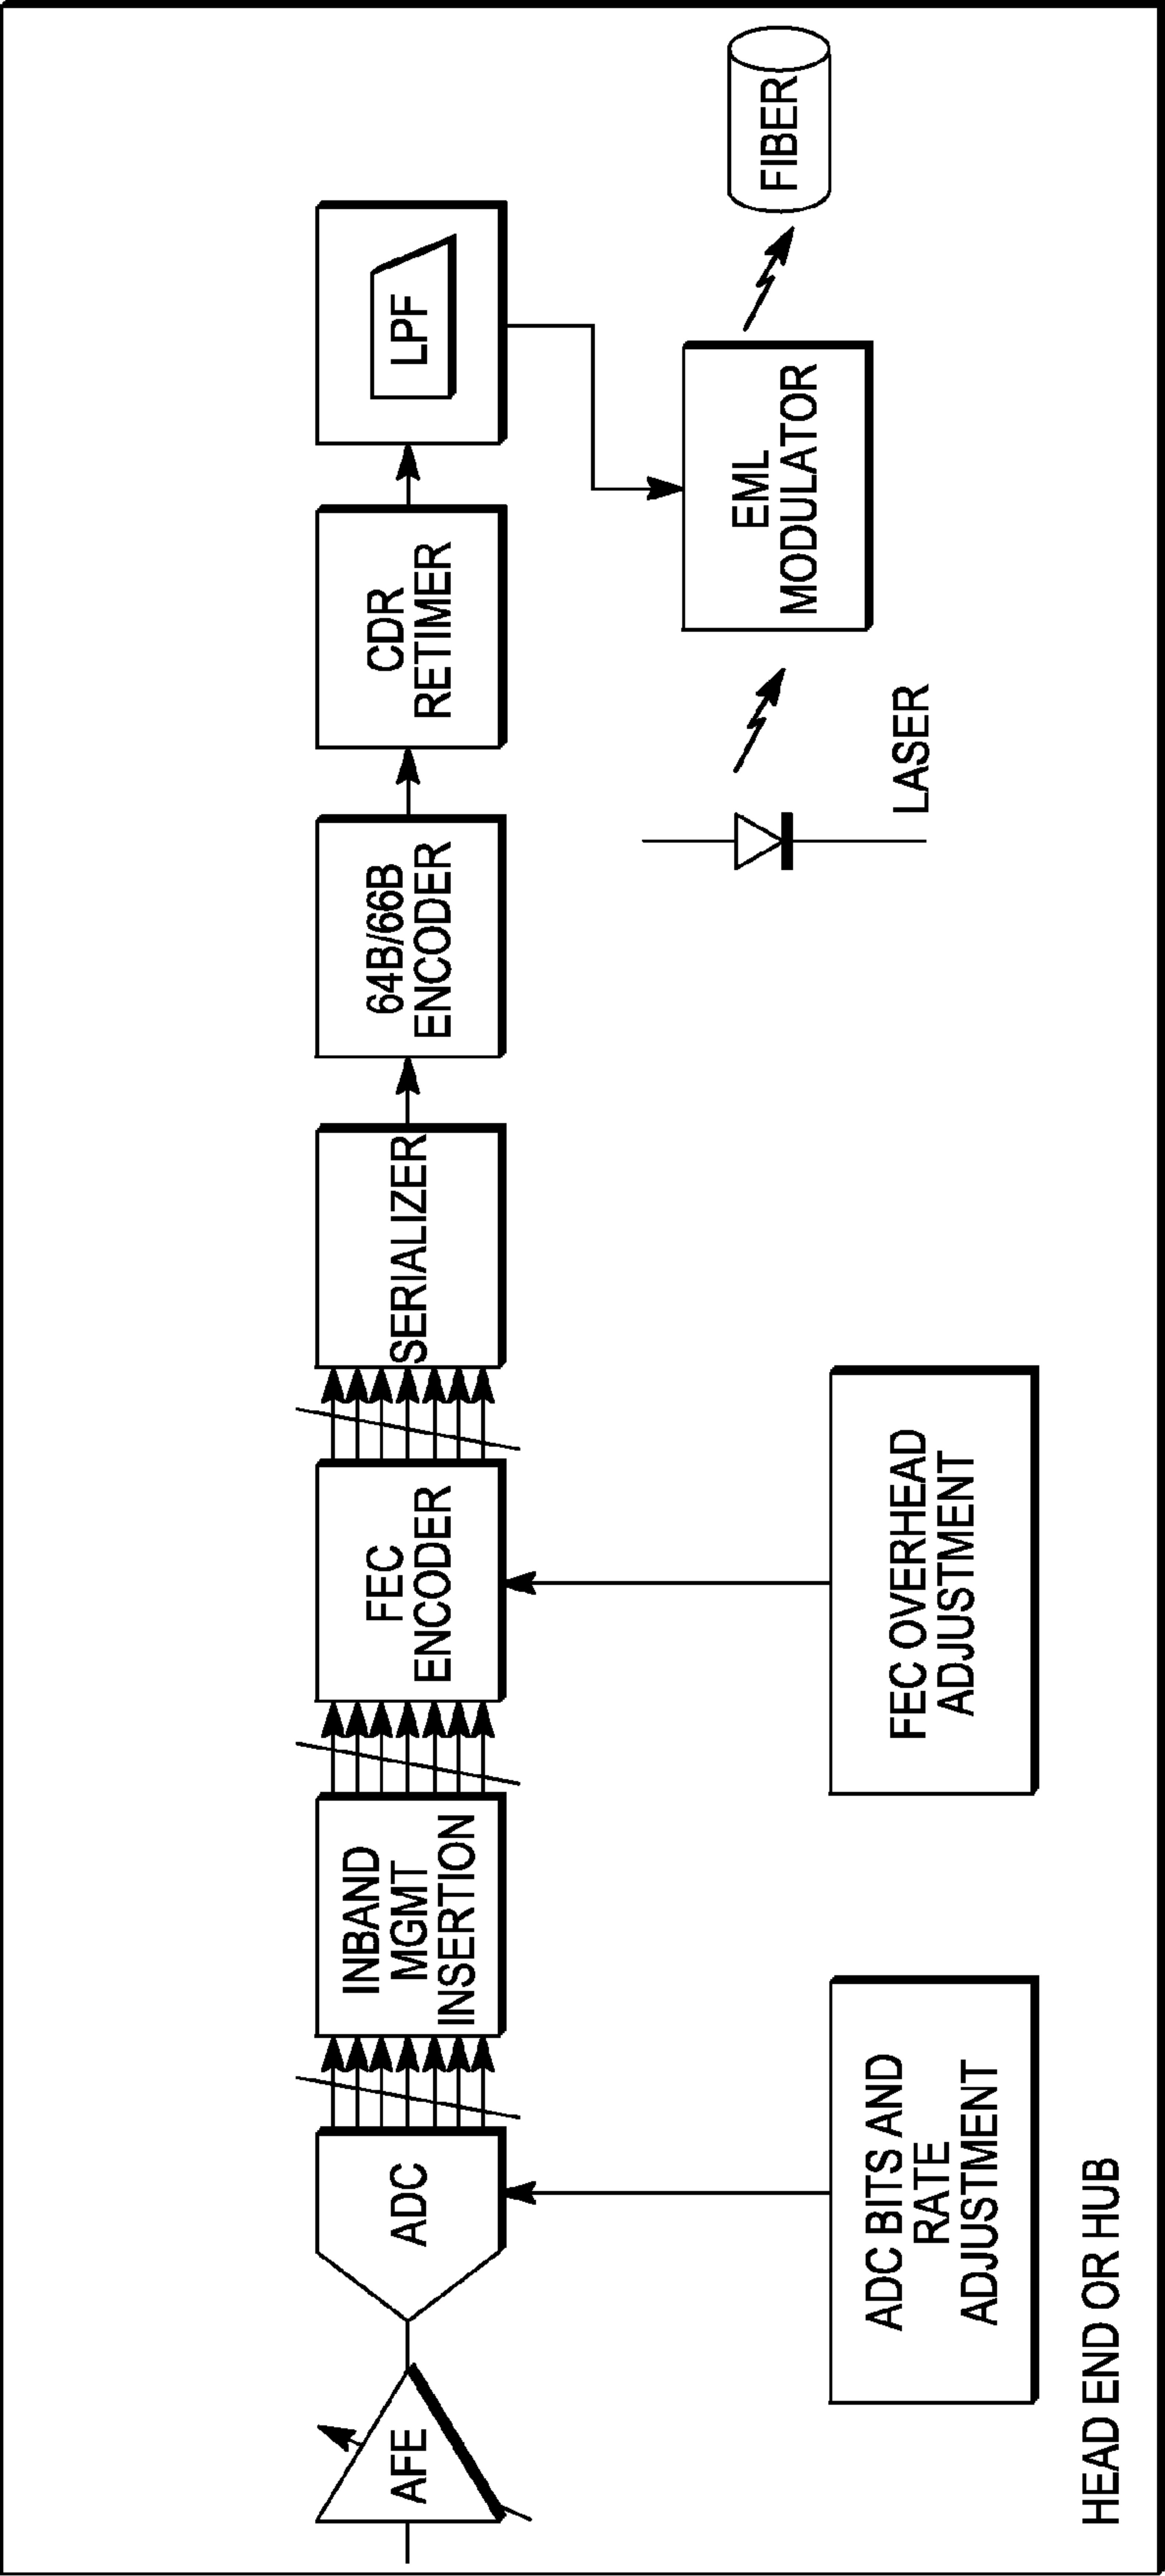 AFE
ADC
INBAND
MGMT
INSERTION
FEC
ENCODER
SERIALIZER
64B/66B
ENCODER
CDR
RETIMER
LPF
EML
MODULATOR
FIBER
LASER
ADC BITS AND
RATE
ADJUSTMENT
FEC OVERHEAD
ADJUSTMENT
HEAD END OR HUB